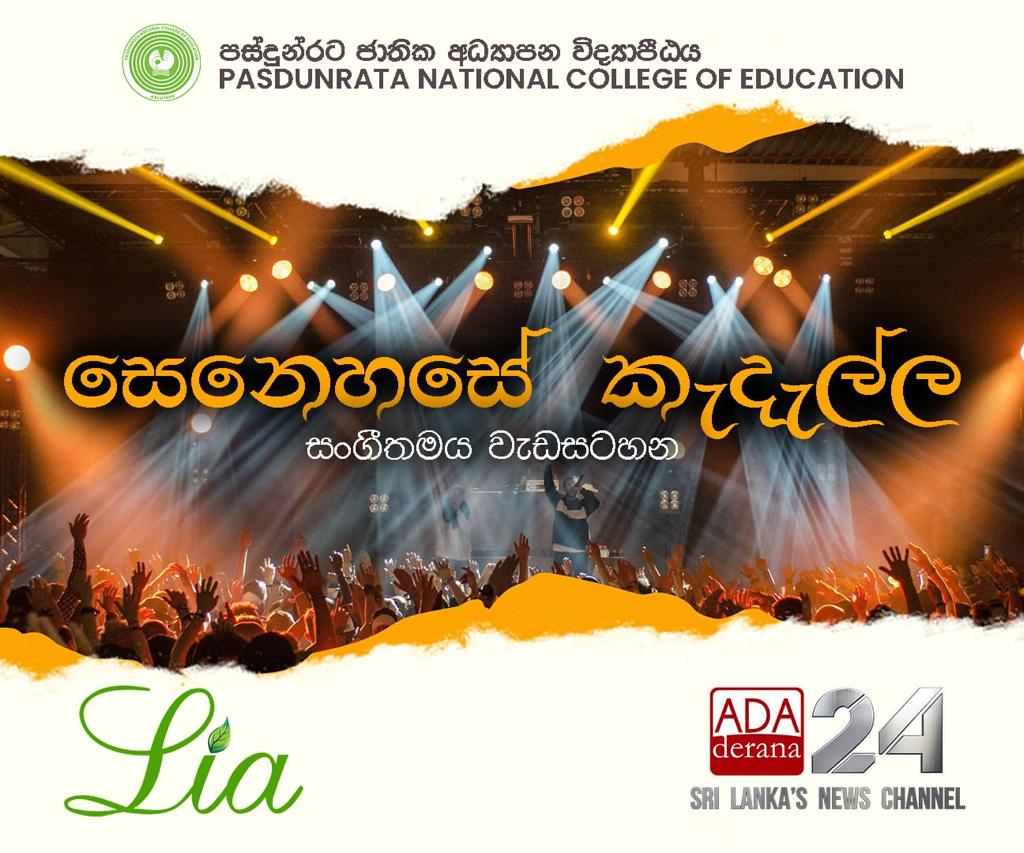 පස්දුන්රට ජාතික අධ්‍යාපන විද්‍යාපීඨය
PASDUNRATA NATIONAL COLLEGE OF EDUCATION
සෙනෙහසේ කැදැල්ල
සංගීතමය වැඩසටහන
Lia
ADA
derana
24
SRI LANKA'S NEWS CHANNEL